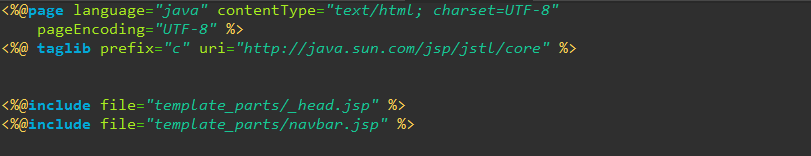 <%@page language="java" contentType="text/html; charset=UTF-8"
pageEncoding="UTF-8" %>
<%@ taglib prefix="c" uri="http://java.sun.com/jsp/jstl/core" %>
<%@include file="template_parts/_head.jsp" %>
<%@include file="template_parts/navbar.jsp" %>